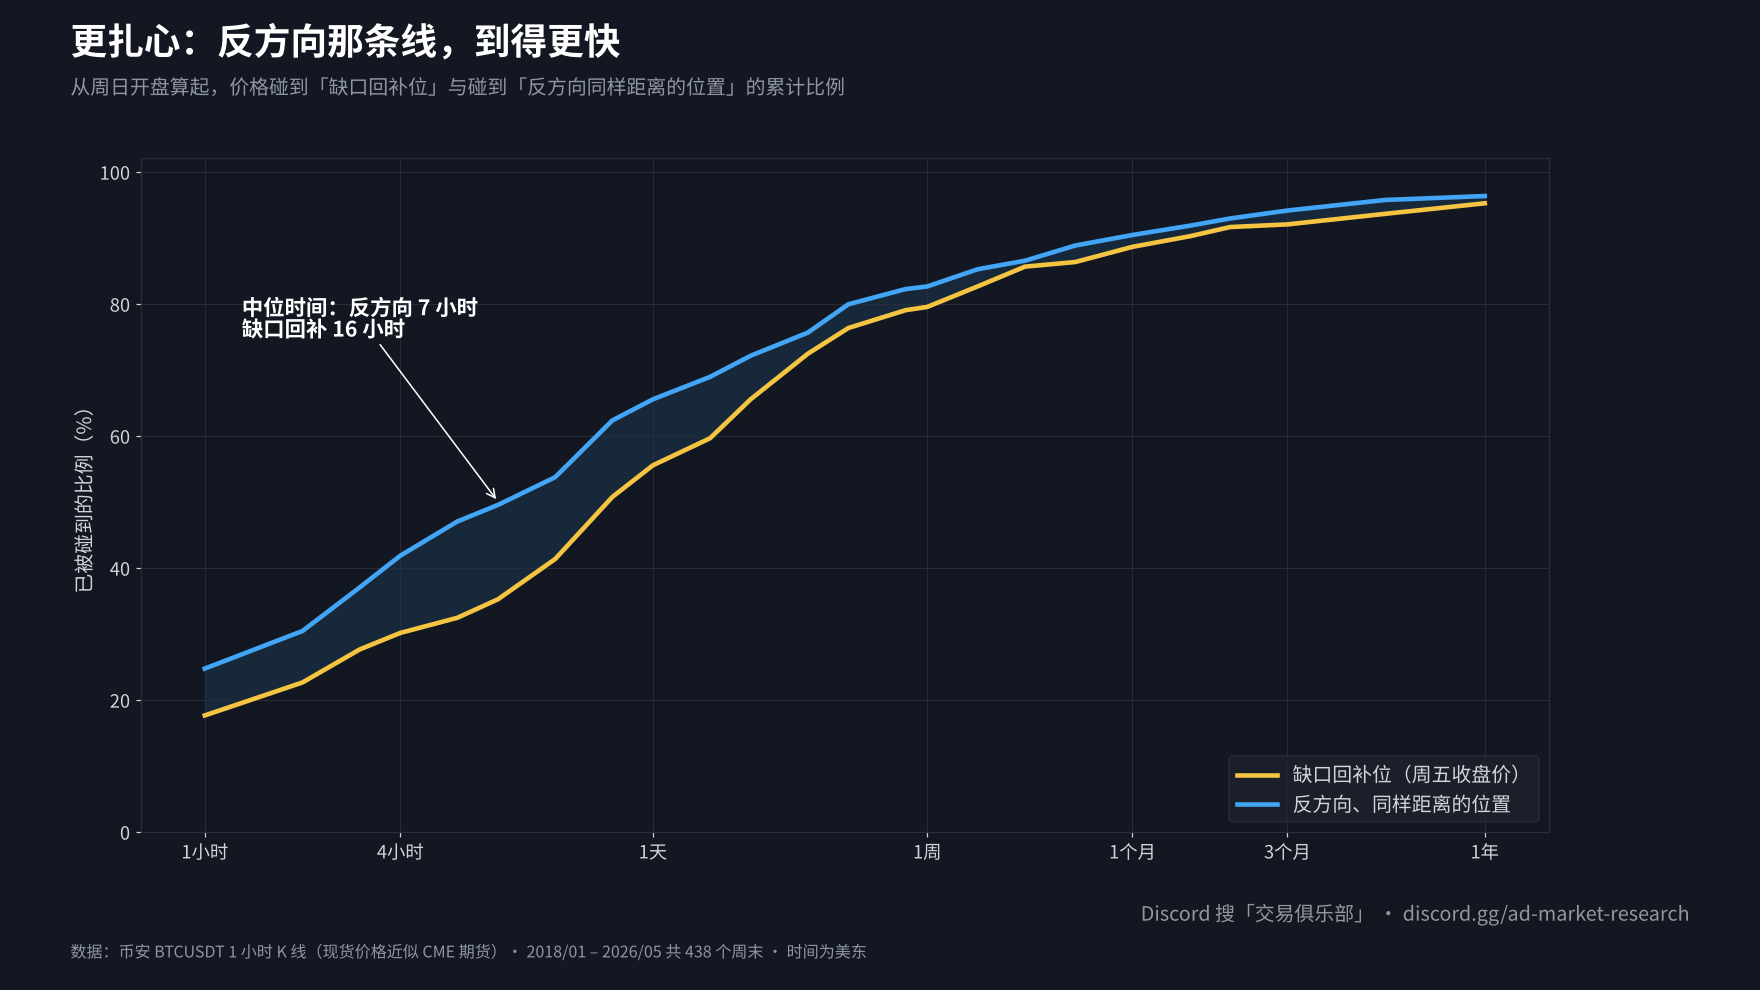 更扎心：反方向那条线，到得更快
从周日开盘算起，价格碰到「缺口回补位」与碰到「反方向同样距离的位置」的累计比例
100
80
60
40
20
0
已被碰到的比例（%）
中位时间：反方向 7 小时
缺口回补 16 小时
缺口回补位（周五收盘价）
反方向、同样距离的位置
1小时
4小时
1天
1周
1个月
3个月
1年
Discord 搜「交易俱乐部」 · discord.gg/ad-market-research
数据：币安 BTCUSDT 1 小时 K 线（现货价格近似 CME 期货） · 2018/01 – 2026/05 共 438 个周末 · 时间为美东